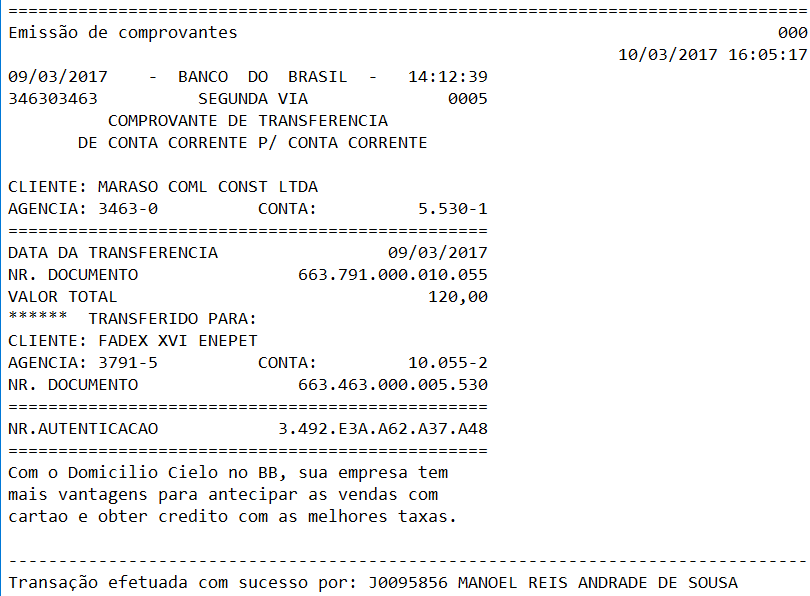 ================================================================================
Emissão de comprovantes 000
10/03/2017 16:05:17
09/03/2017 - BANCO DO BRASIL - 14:12:39
346303463 SEGUNDA VIA 0005
COMPROVANTE DE TRANSFERENCIA
DE CONTA CORRENTE P/ CONTA CORRENTE
CLIENTE: MARASO COML CONST LTDA
AGENCIA: 3463-0 CONTA: 5.530-1
================================================
DATA DA TRANSFERENCIA 09/03/2017
NR. DOCUMENTO 663.791.000.010.055
VALOR TOTAL 120,00
****** TRANSFERIDO PARA:
CLIENTE: FADEX XVI ENEPET
AGENCIA: 3791-5 CONTA: 10.055-2
NR. DOCUMENTO 663.463.000.005.530
================================================
NR.AUTENTICACAO 3.492.E3A.A62.A37.A48
================================================
Com o Domicilio Cielo no BB, sua empresa tem
mais vantagens para antecipar as vendas com
cartao e obter credito com as melhores taxas.
--------------------------------------------------------------------------------
Transação efetuada com sucesso por: J0095856 MANOEL REIS ANDRADE DE SOUSA